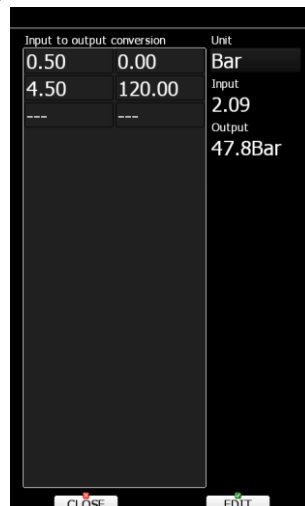 Input to output conversion
0.50 0.00
4.50 120.00
--- ---
Unit
Bar
Input
2.09
Output
47.8Bar
CLOSE EDIT